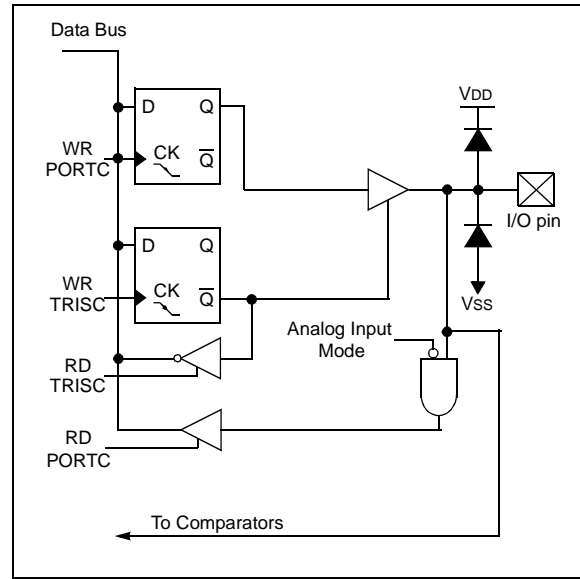 Data Bus
D Q
WR
PORTC
CK Q
VDD
I/O pin
D Q
WR
TRISC
CK Q
VSS
Analog Input
Mode
RD
TRISC
RD
PORTC
To Comparators